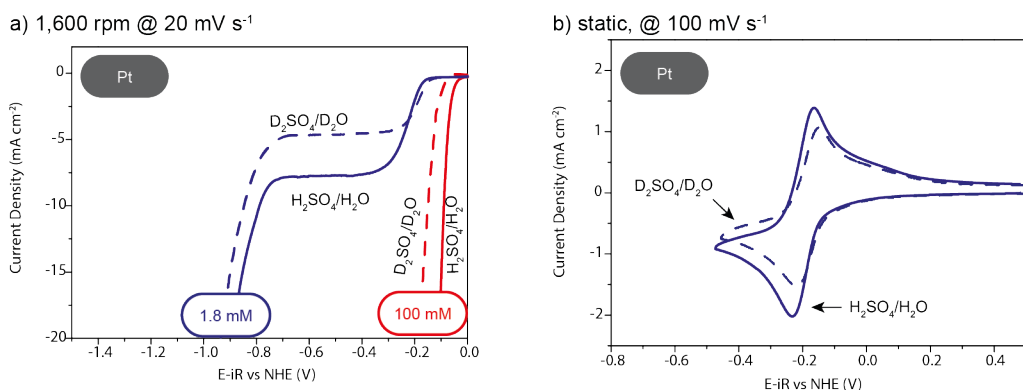 a) 1,600 rpm @ 20 mV s⁻¹
Pt
D₂SO₄/D₂O
H₂SO₄/H₂O
D₂SO₄/D₂O
H₂SO₄/H₂O
1.8 mM
100 mM
Current Density (mA cm⁻²)
0
-5
-10
-15
-20
-1.4 -1.2 -1.0 -0.8 -0.6 -0.4 -0.2 0.0
E-iR vs NHE (V)
b) static, @ 100 mV s⁻¹
Pt
D₂SO₄/D₂O
H₂SO₄/H₂O
Current Density (mA cm⁻²)
2
1
0
-1
-2
-0.8 -0.6 -0.4 -0.2 0.0 0.2 0.4
E-iR vs NHE (V)